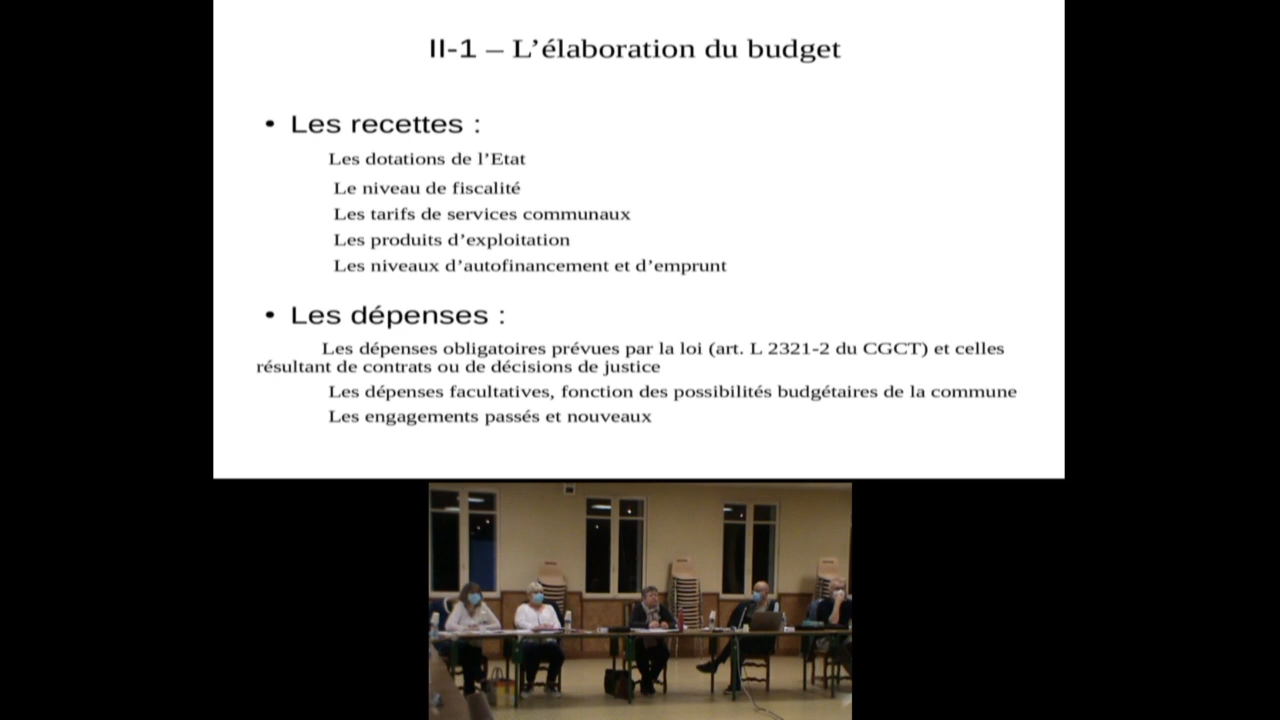 II-1 – L’élaboration du budget
• Les recettes :
Les dotations de l’Etat
Le niveau de fiscalité
Les tarifs de services communaux
Les produits d’exploitation
Les niveaux d’autofinancement et d’emprunt
• Les dépenses :
Les dépenses obligatoires prévues par la loi (art. L 2321-2 du CGCT) et celles
résultant de contrats ou de décisions de justice
Les dépenses facultatives, fonction des possibilités budgétaires de la commune
Les engagements passés et nouveaux